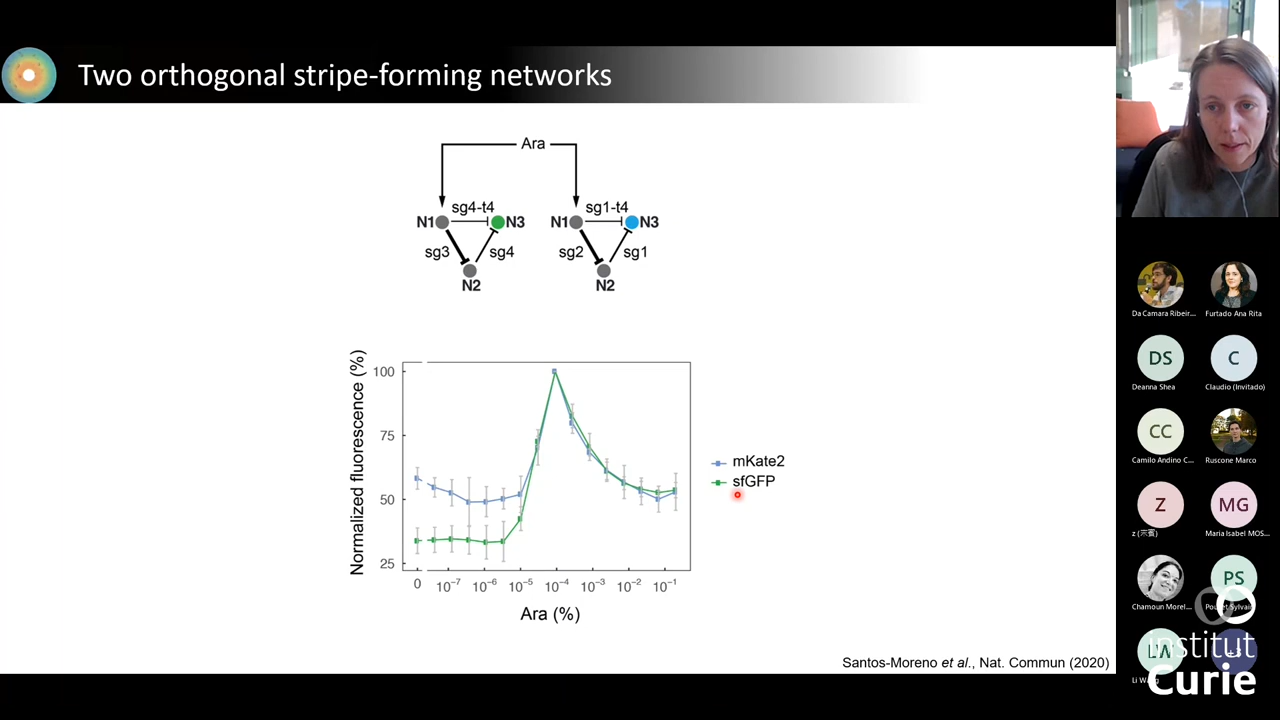 Two orthogonal stripe-forming networks
Ara
N1 sg4-t4 N3
sg3 sg4
N2
N1 sg1-t4 N3
sg2 sg1
N2
Normalized fluorescence (%)
100
75
50
25
0 10⁻⁷ 10⁻⁶ 10⁻⁵ 10⁻⁴ 10⁻³ 10⁻² 10⁻¹
Ara (%)
mKate2
sfGFP
Santos-Moreno et al., Nat. Commun (2020)
Da Camara Ribeir...
Furtado Ana Rita
DS
Deanna Shea
C
Claudio (Invitado)
CC
Camilo Andino C...
Ruscone Marco
Z
z (宗賓)
MG
Maria Isabel MOS...
Chamoun Morel...
PS
LW
institut
Curie